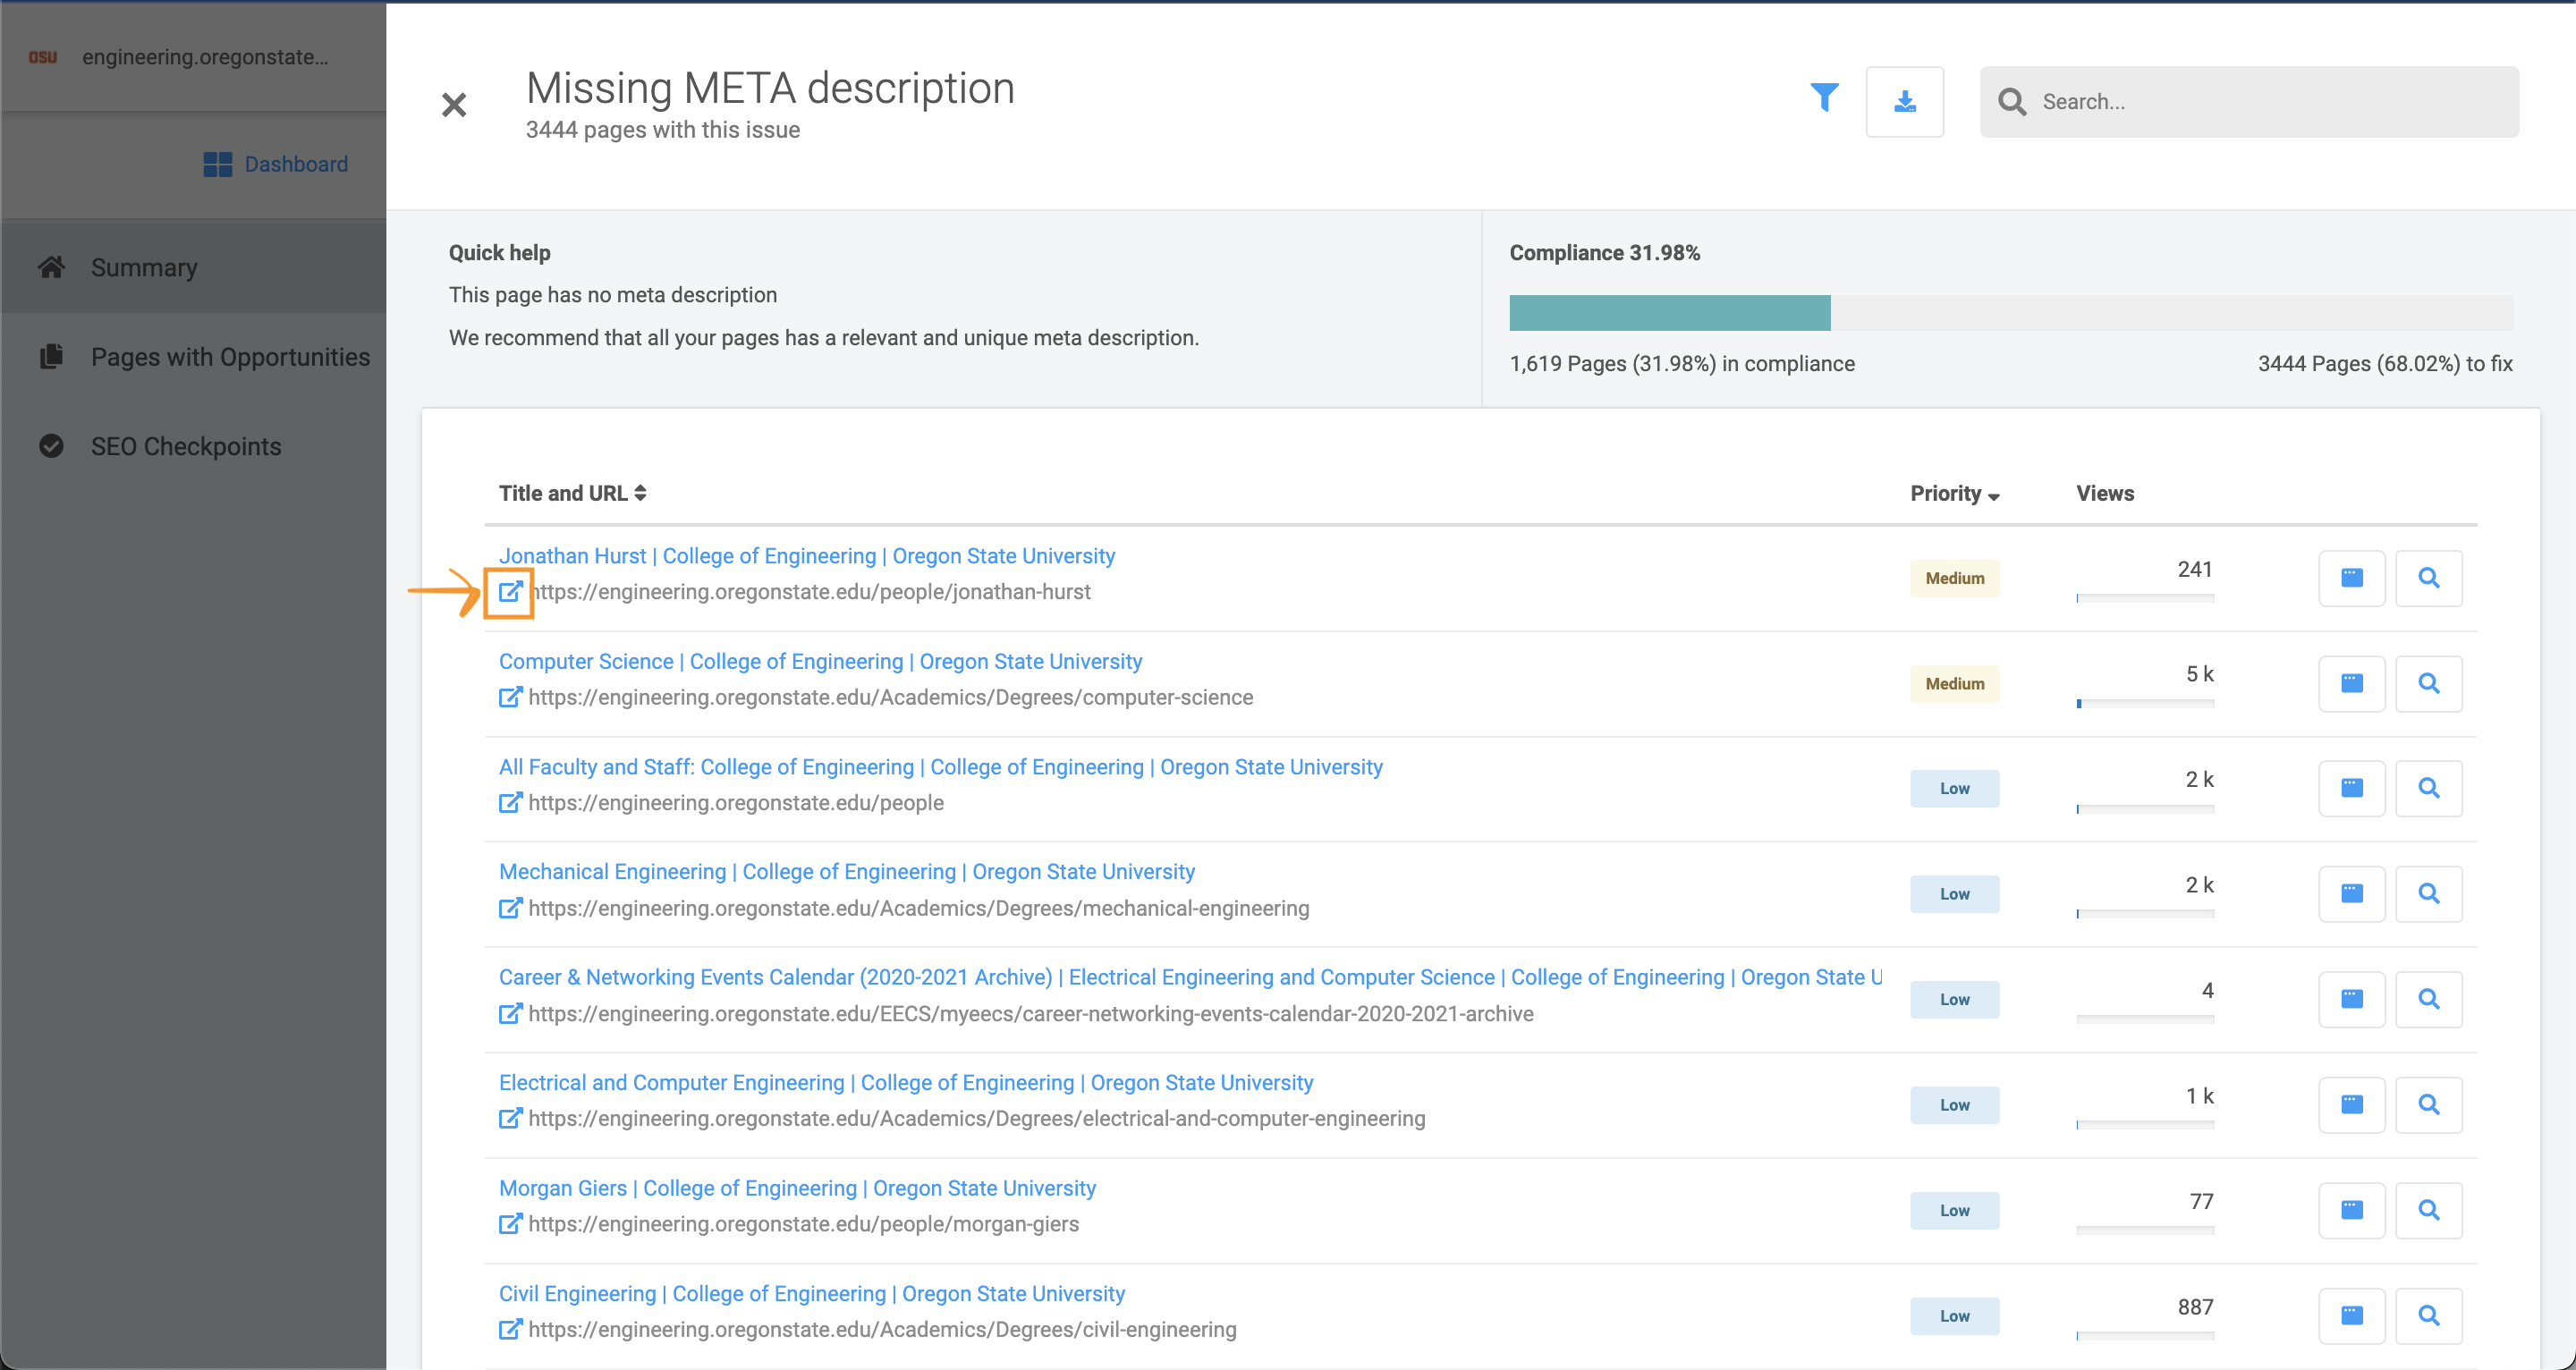 OSU engineering.oregonstate...
Dashboard
Summary
Pages with Opportunities
SEO Checkpoints
Missing META description
3444 pages with this issue
Search...
Quick help
This page has no meta description
We recommend that all your pages has a relevant and unique meta description.
Compliance 31.98%
1,619 Pages (31.98%) in compliance
3444 Pages (68.02%) to fix
Title and URL Priority Views
Jonathan Hurst | College of Engineering | Oregon State University
https://engineering.oregonstate.edu/people/jonathan-hurst
Medium
241
Computer Science | College of Engineering | Oregon State University
https://engineering.oregonstate.edu/Academics/Degrees/computer-science
Medium
5 k
All Faculty and Staff: College of Engineering | College of Engineering | Oregon State University
https://engineering.oregonstate.edu/people
Low
2 k
Mechanical Engineering | College of Engineering | Oregon State University
https://engineering.oregonstate.edu/Academics/Degrees/mechanical-engineering
Low
2 k
Career & Networking Events Calendar (2020-2021 Archive) | Electrical Engineering and Computer Science | College of Engineering | Oregon State U
https://engineering.oregonstate.edu/EECS/myeecs/career-networking-events-calendar-2020-2021-archive
Low
4
Electrical and Computer Engineering | College of Engineering | Oregon State University
https://engineering.oregonstate.edu/Academics/Degrees/electrical-and-computer-engineering
Low
1 k
Morgan Giers | College of Engineering | Oregon State University
https://engineering.oregonstate.edu/people/morgan-giers
Low
77
Civil Engineering | College of Engineering | Oregon State University
https://engineering.oregonstate.edu/Academics/Degrees/civil-engineering
Low
887